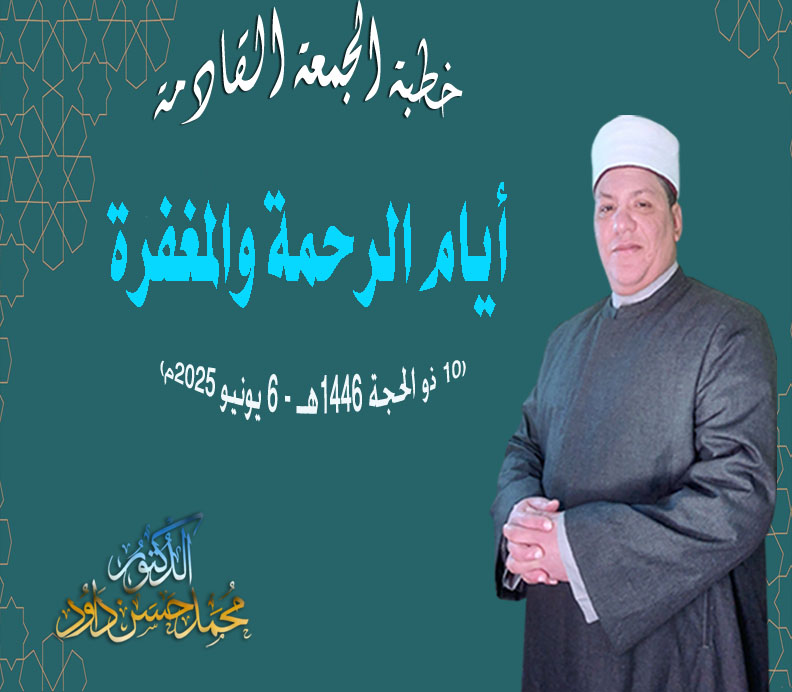 خطبة الجمعة القادمة
أيام الرحمة والمغفرة
(10 ذو الحجة 1446هـ - 6 يونيو 2025م)
الدكتور
محمد حسن داود